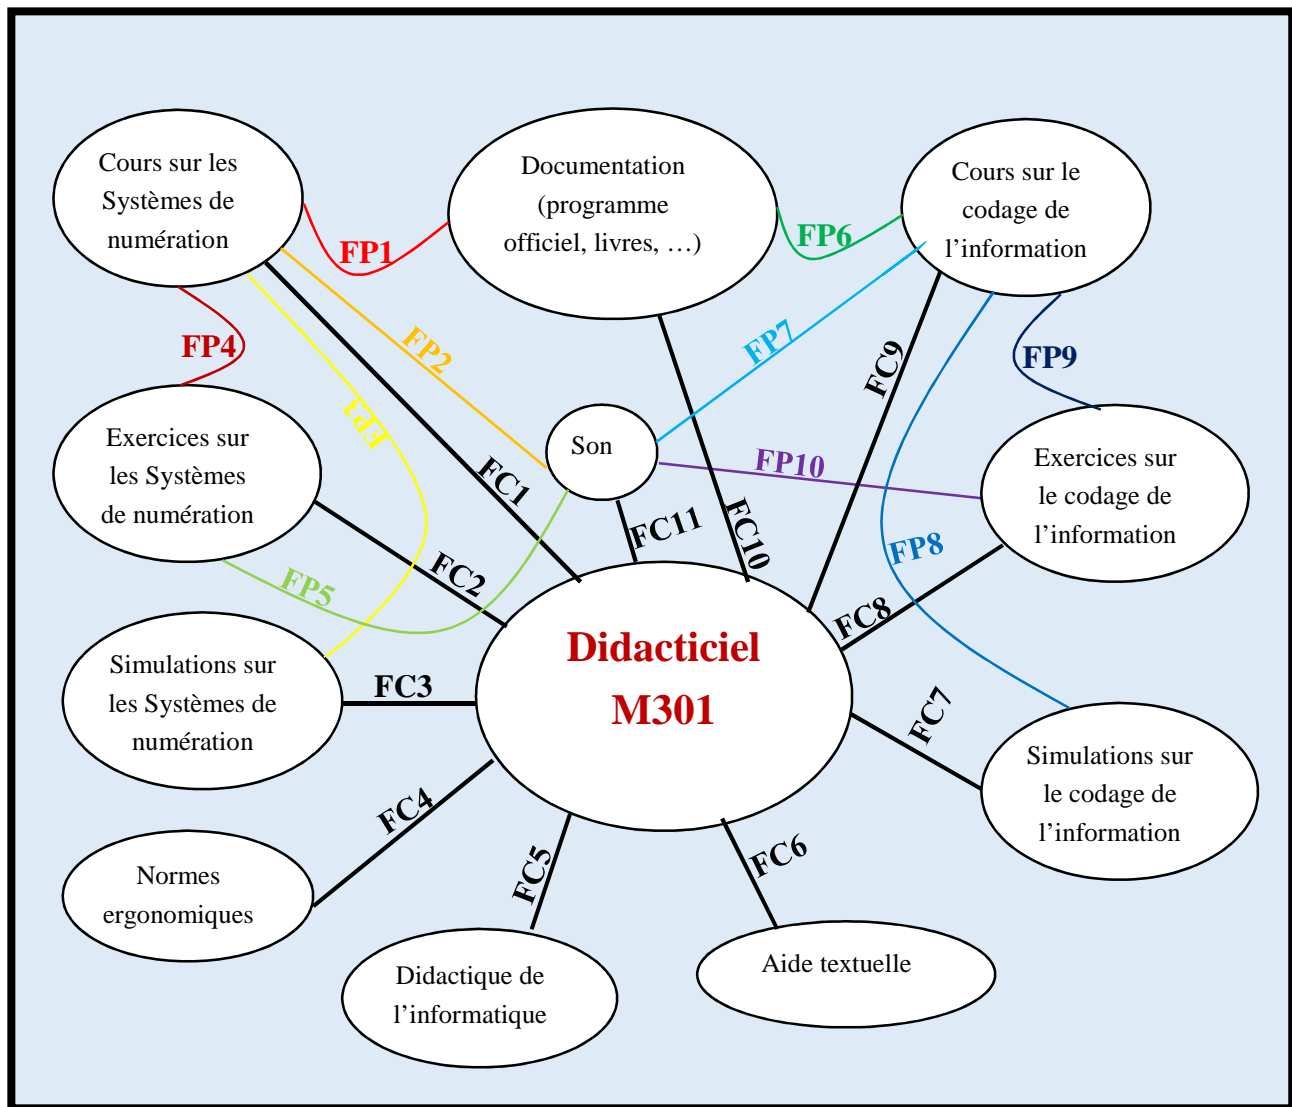 Cours sur les
Systèmes de
numération
Documentation
(programme
officiel, livres, …)
Cours sur le
codage de
l’information
FP1
FP6
FP4
FP2
FP7
FC9
FP9
FP3
Exercices sur
les Systèmes
de numération
Son
Exercices sur
le codage de
l’information
FC1
FP10
FC11
FC10
FP8
FP5
FC2
FC8
Didacticiel
M301
Simulations sur
les Systèmes de
numération
FC3
FC7
Simulations sur
le codage de
l’information
FC4
FC5
FC6
Normes
ergonomiques
Didactique de
l’informatique
Aide textuelle